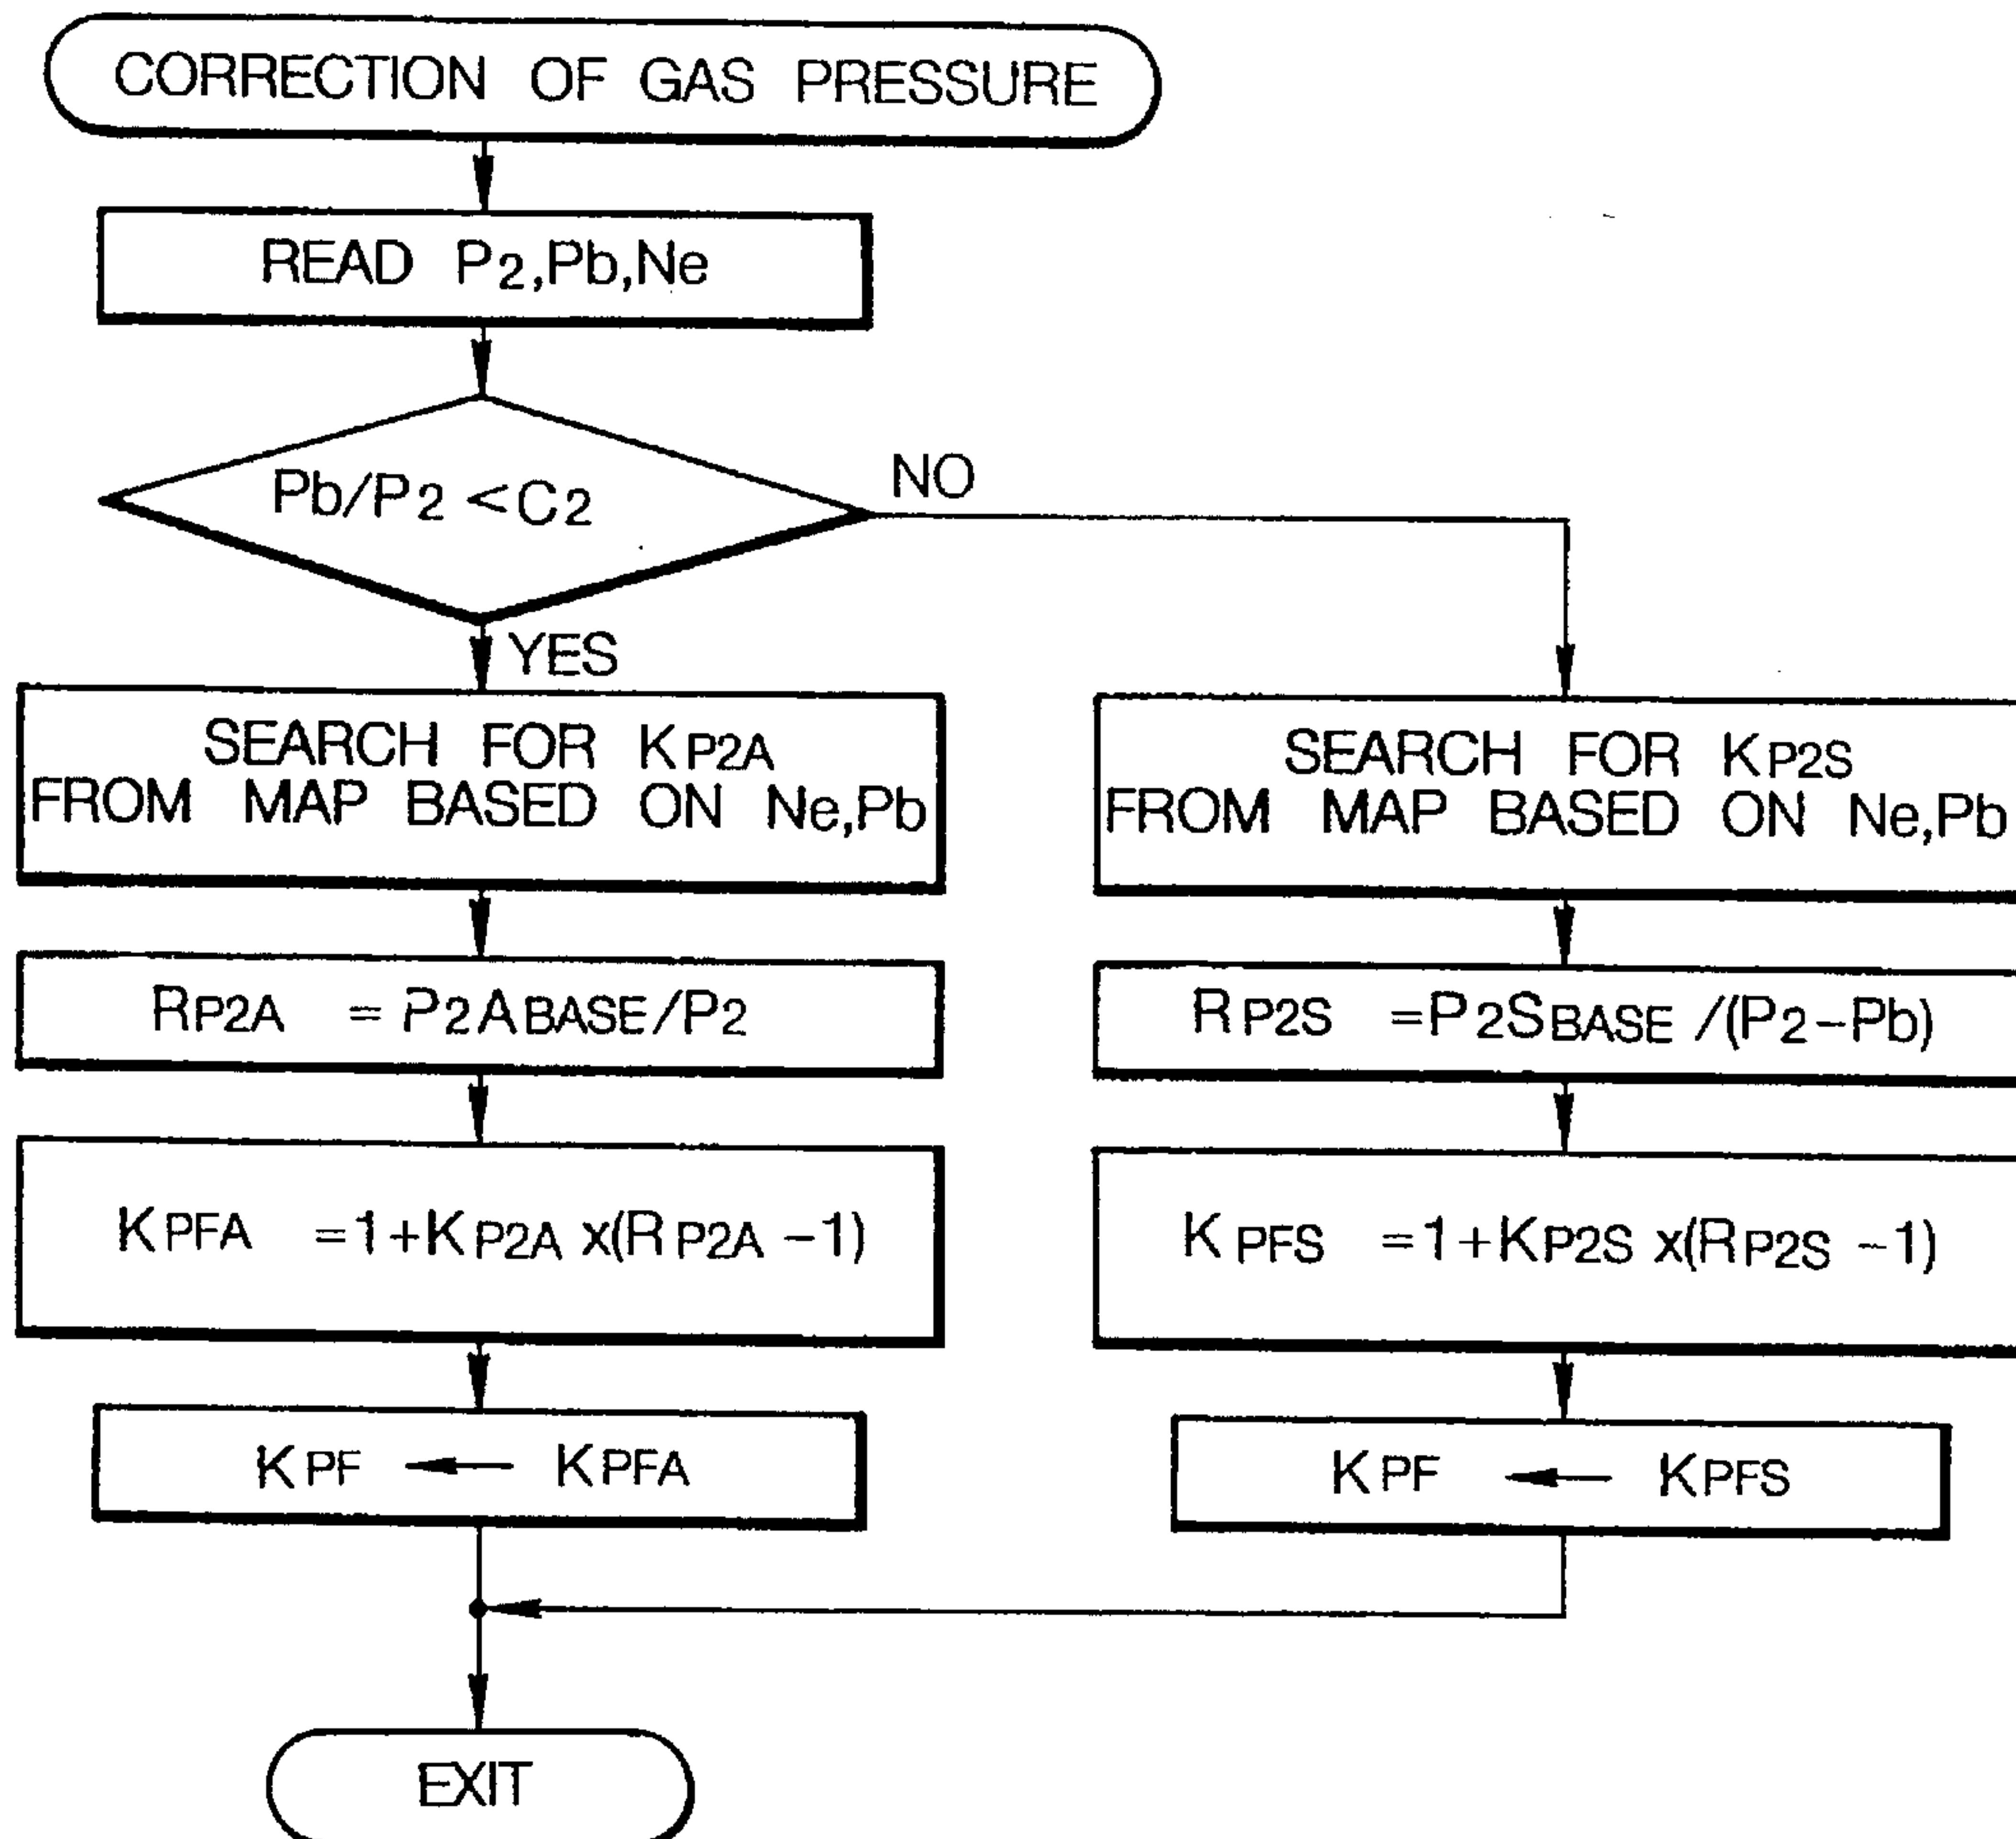 CORRECTION OF GAS PRESSURE
READ P2,Pb,Ne
Pb/P2 <C2
NO
YES
SEARCH FOR KP2A
FROM MAP BASED ON Ne,Pb
RP2A = P2ABASE/P2
KPFA =1+KP2A x(RP2A -1)
KPF ← KPFA
SEARCH FOR KP2S
FROM MAP BASED ON Ne,Pb
RP2S =P2SBASE /(P2-Pb)
KPFS =1+KP2S x(RP2S -1)
KPF ← KPFS
EXIT